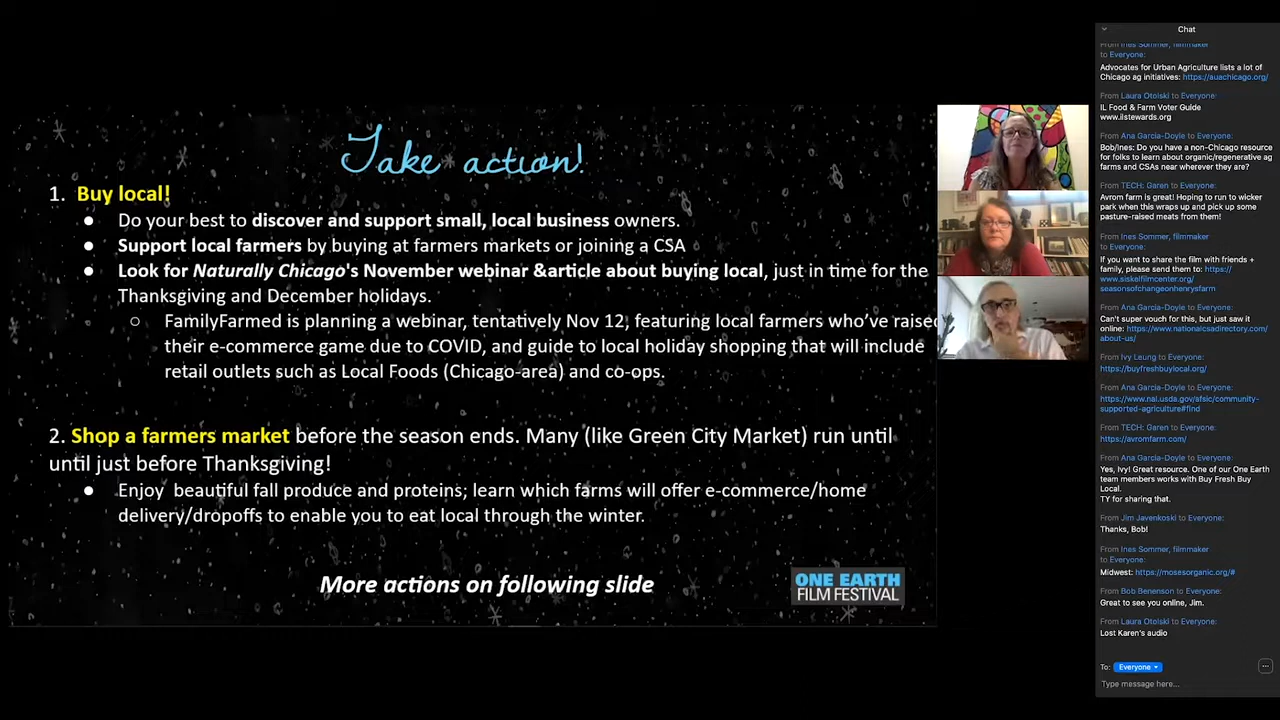 Take action!
1. Buy local!
● Do your best to discover and support small, local business owners.
● Support local farmers by buying at farmers markets or joining a CSA
● Look for Naturally Chicago's November webinar &article about buying local, just in time for the
Thanksgiving and December holidays.
○ FamilyFarmed is planning a webinar, tentatively Nov 12, featuring local farmers who've raised
their e-commerce game due to COVID, and guide to local holiday shopping that will include
retail outlets such as Local Foods (Chicago-area) and co-ops.
2. Shop a farmers market before the season ends. Many (like Green City Market) run until
until just before Thanksgiving!
● Enjoy beautiful fall produce and proteins; learn which farms will offer e-commerce/home
delivery/dropoffs to enable you to eat local through the winter.
More actions on following slide
ONE EARTH
FILM FESTIVAL
Chat
From Ines Sommer, filmmaker
to Everyone:
Advocates for Urban Agriculture lists a lot of
Chicago ag initiatives: https://auachicago.org/
From Laura Otolski to Everyone:
IL Food & Farm Voter Guide
www.ilstewards.org
From Ana Garcia-Doyle to Everyone:
Bob/Ines: Do you have a non-Chicago resource
for folks to learn about organic/regenerative ag
farms and CSAs near wherever they are?
From TECH: Garen to Everyone:
Avrom farm is great! Hoping to run to wicker
park when this wraps up and pick up some
pasture-raised meats from them!
From Ines Sommer, filmmaker
to Everyone:
If you want to share the film with friends +
family, please send them to: https://
www.siskelfilmcenter.org/
seasonsofchangeonhenrysfarm
From Ana Garcia-Doyle to Everyone:
Can't super vouch for this, but just saw it
online: https://www.nationalcsadirectory.com/
about-us/
From Ivy Leung to Everyone:
https://buyfreshbuylocal.org/
From Ana Garcia-Doyle to Everyone:
https://www.nal.usda.gov/afsic/community-
supported-agriculture#find
From TECH: Garen to Everyone:
https://avromfarm.com/
From Ana Garcia-Doyle to Everyone:
Yes, Ivy! Great resource. One of our One Earth
team members works with Buy Fresh Buy
Local.
TY for sharing that.
From Jim Javenkoski to Everyone:
Thanks, Bob!
From Ines Sommer, filmmaker
to Everyone:
Midwest: https://mosesorganic.org/#
From Bob Benenson to Everyone:
Great to see you online, Jim.
From Laura Otolski to Everyone:
Lost Karen's audio
To: Everyone
Type message here...